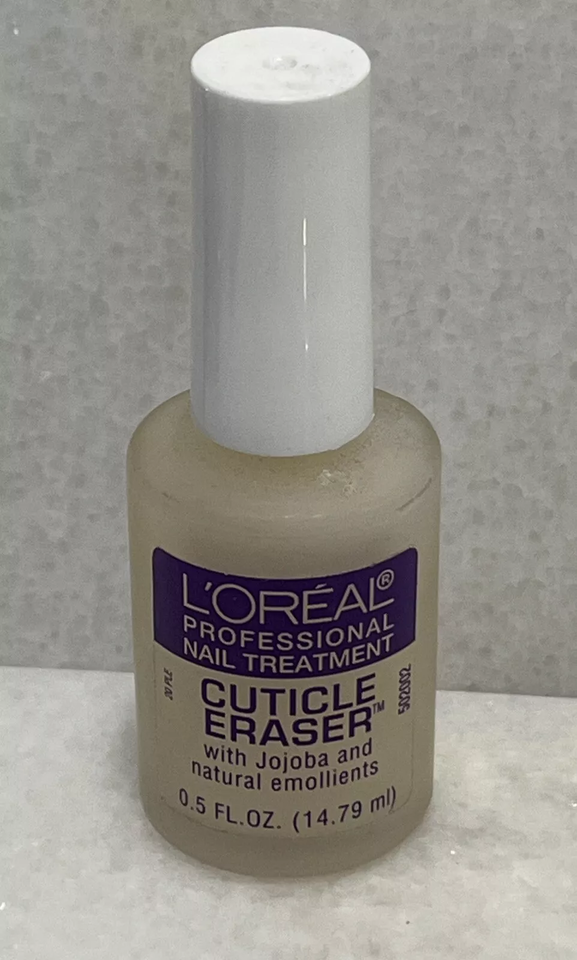 L'ORÉAL®
PROFESSIONAL
NAIL TREATMENT
CUTICLE
ERASER™
with Jojoba and
natural emollients
0.5 FL.OZ. (14.79 ml)
502002